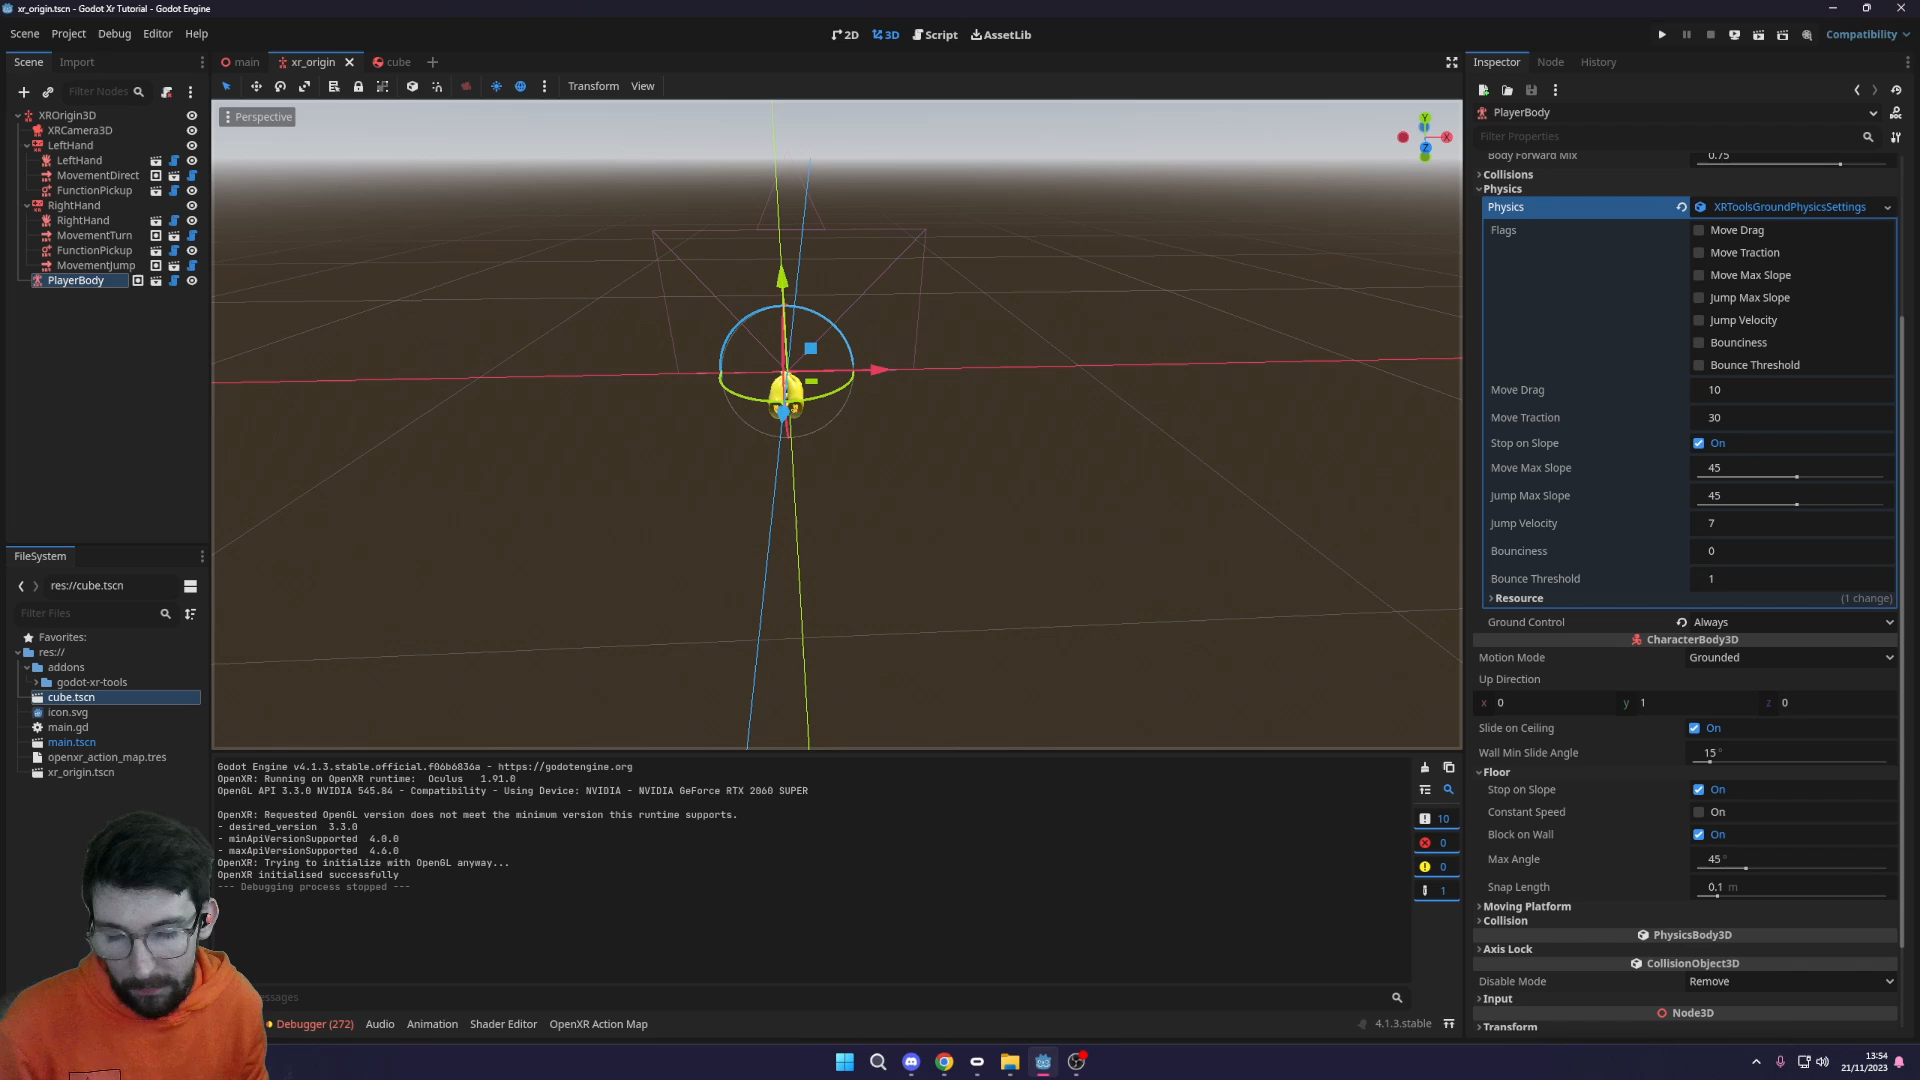 xr_origin.tscn - Godot Xr Tutorial - Godot Engine
Scene Project Debug Editor Help
2D 3D Script AssetLib
Compatibility
Scene Import
main xr_origin cube
Inspector Node History
Filter Nodes
Transform View
Perspective
Y
X
Z
XROrigin3D
XRCamera3D
LeftHand
LeftHand
MovementDirect
FunctionPickup
RightHand
RightHand
MovementTurn
FunctionPickup
MovementJump
PlayerBody
FileSystem
res://cube.tscn
Filter Files
Favorites:
res://
addons
godot-xr-tools
cube.tscn
icon.svg
main.gd
main.tscn
openxr_action_map.tres
xr_origin.tscn
Godot Engine v4.1.3.stable.official.f06b6836a - https://godotengine.org
OpenXR: Running on OpenXR runtime: Oculus 1.91.0
OpenGL API 3.3.0 NVIDIA 545.84 - Compatibility - Using Device: NVIDIA - NVIDIA GeForce RTX 2060 SUPER
OpenXR: Requested OpenGL version does not meet the minimum version this runtime supports.
- desired_version 3.3.0
- minApiVersionSupported 4.0.0
- maxApiVersionSupported 4.6.0
OpenXR: Trying to initialize with OpenGL anyway...
OpenXR initialised successfully
--- Debugging process stopped ---
10
0
0
1
essages
Debugger (272) Audio Animation Shader Editor OpenXR Action Map
4.1.3.stable
PlayerBody
Filter Properties
Body Forward Mix 0.75
Collisions
Physics
Physics XRToolsGroundPhysicsSettings
Flags Move Drag
Move Traction
Move Max Slope
Jump Max Slope
Jump Velocity
Bounciness
Bounce Threshold
Move Drag 10
Move Traction 30
Stop on Slope On
Move Max Slope 45
Jump Max Slope 45
Jump Velocity 7
Bounciness 0
Bounce Threshold 1
Resource (1 change)
Ground Control Always
CharacterBody3D
Motion Mode Grounded
Up Direction
x 0 y 1 z 0
Slide on Ceiling On
Wall Min Slide Angle 15 °
Floor
Stop on Slope On
Constant Speed On
Block on Wall On
Max Angle 45 °
Snap Length 0.1 m
Moving Platform
Collision
PhysicsBody3D
Axis Lock
CollisionObject3D
Disable Mode Remove
Input
Node3D
Transform
13:54
21/11/2023